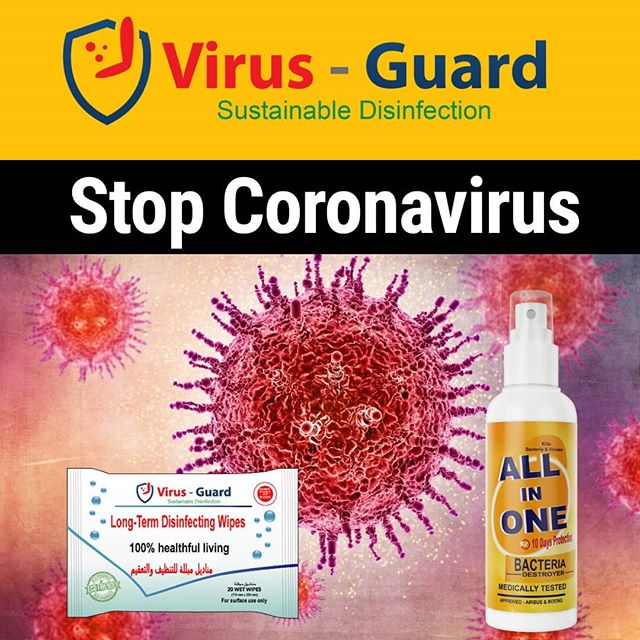 Virus - Guard
Sustainable Disinfection
Stop Coronavirus
Virus - Guard
Sustainable Disinfection
Long-Term Disinfecting Wipes
100% healthful living
مناديل مبللة للتنظيف والتعقيم
مناديل مبللة
20 WET WIPES
For surface use only
Kills
Bacteria & Viruses
ALL
IN
ONE
10 Days Protection
BACTERIA
DESTROYER
MEDICALLY TESTED
APPROVED - AIRBUS & BOEING